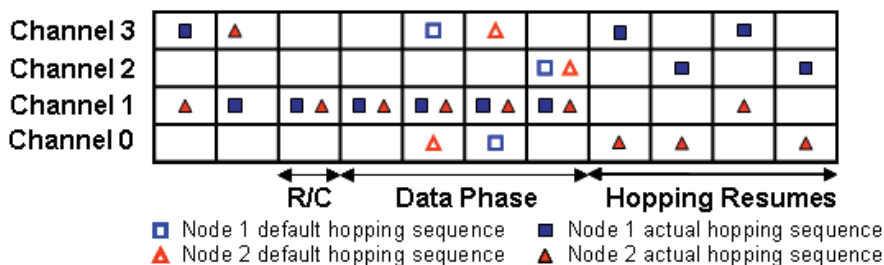 Channel 3
Channel 2
Channel 1
Channel 0
R/C Data Phase Hopping Resumes
Node 1 default hopping sequence Node 1 actual hopping sequence
Node 2 default hopping sequence Node 2 actual hopping sequence